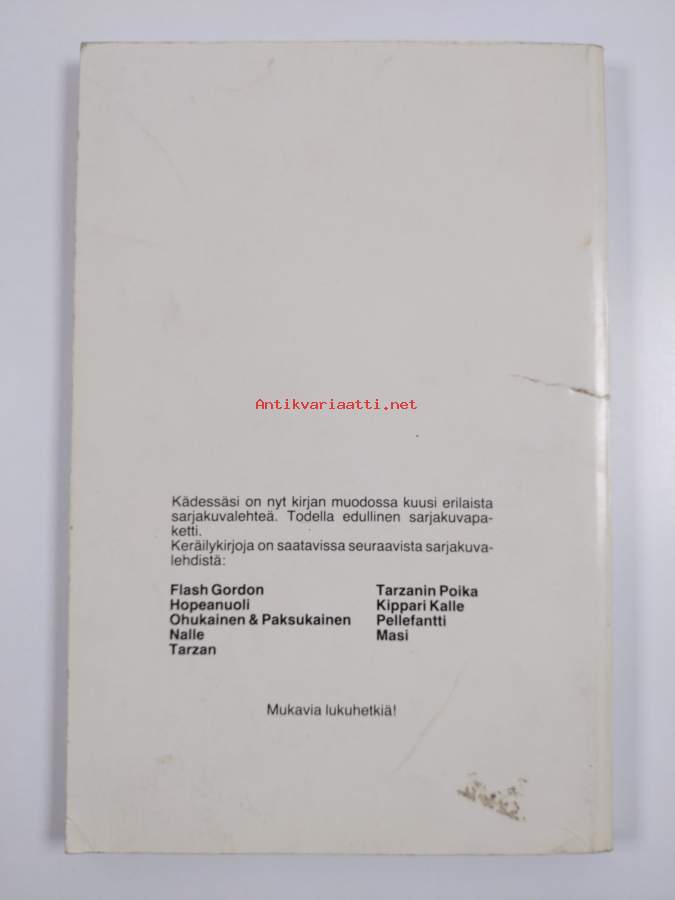 Antikvariaatti.net
Kädessäsi on nyt kirjan muodossa kuusi erilaista
sarjakuvalehteä. Todella edullinen sarjakuvapa-
ketti.
Keräilykirjoja on saatavissa seuraavista sarjakuva-
lehdistä:
Flash Gordon
Hopeanuoli
Ohukainen & Paksukainen
Nalle
Tarzan
Tarzanin Poika
Kippari Kalle
Pellefantti
Masi
Mukavia lukuhetkiä!